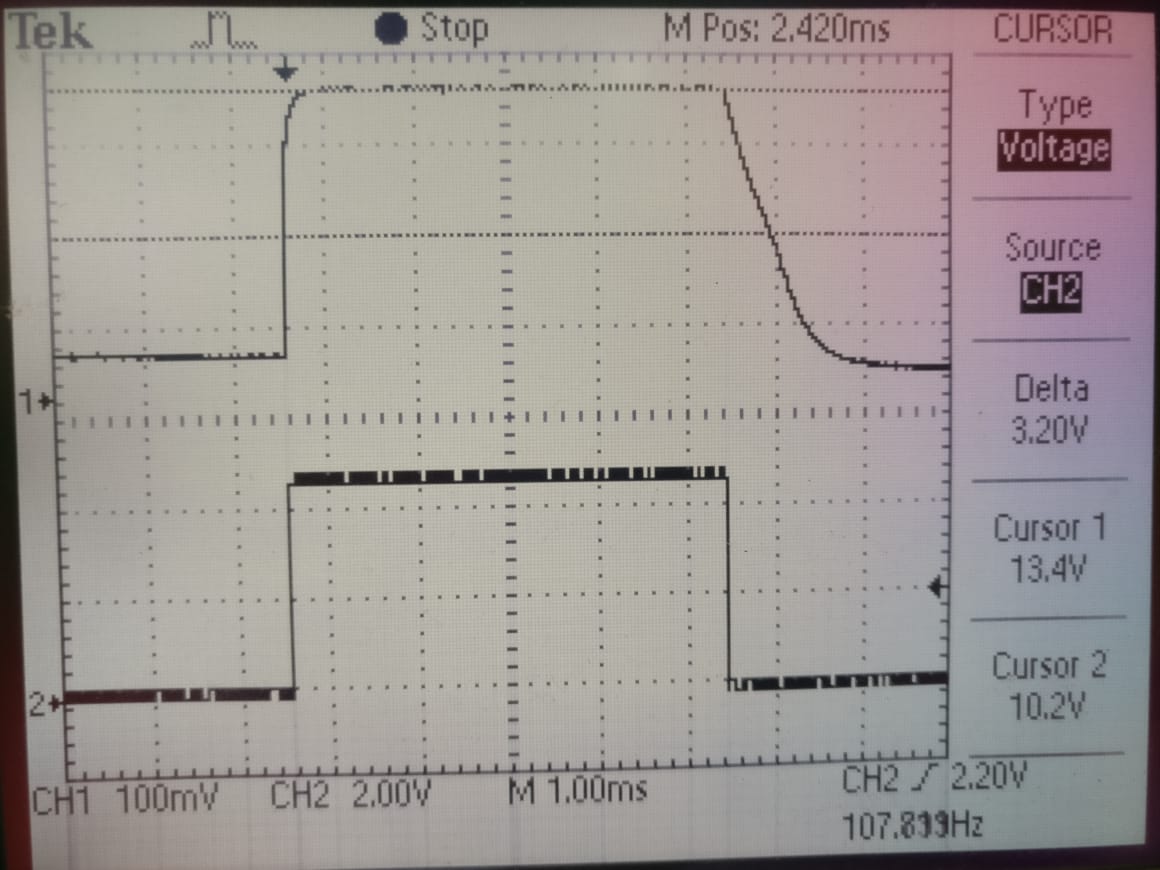 Tek Stop M Pos: 2.420ms CURSOR
Type
Voltage
Source
CH2
Delta
3.20V
Cursor 1
13.4V
Cursor 2
10.2V
1
2
CH1 100mV CH2 2.00V M 1.00ms CH2 2.20V